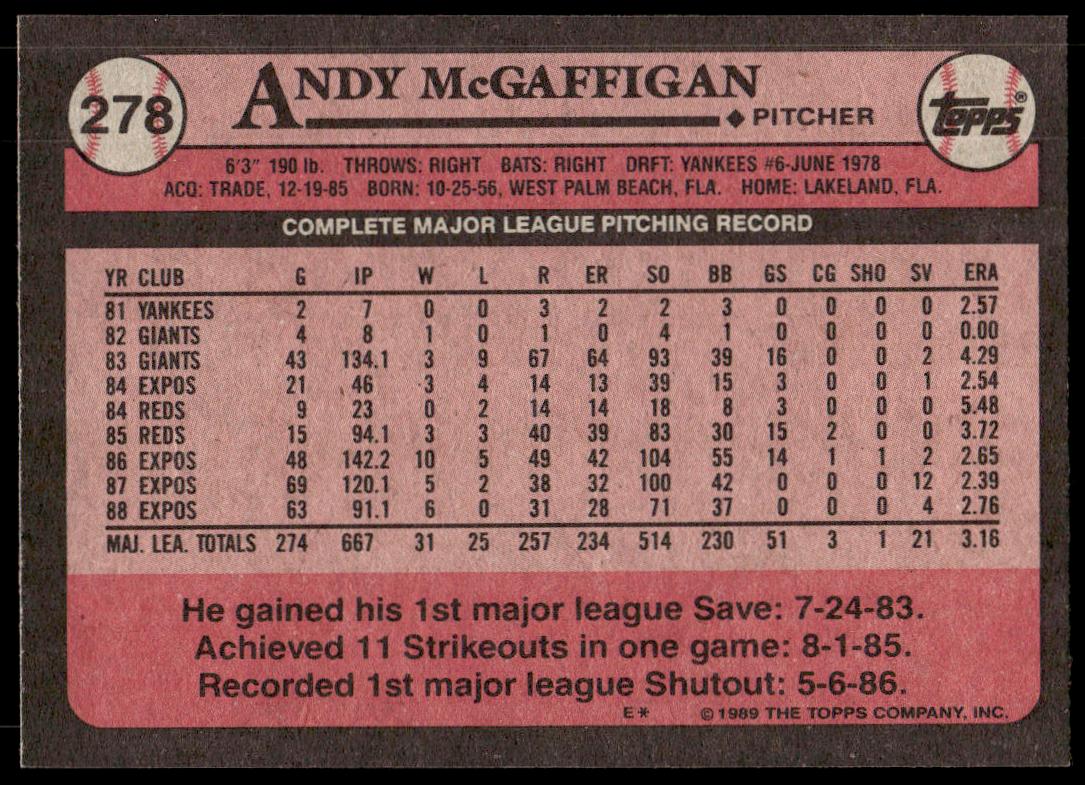 278
ANDY McGAFFIGAN
PITCHER
TOPPS®
6'3" 190 lb. THROWS: RIGHT BATS: RIGHT DRFT: YANKEES #6-JUNE 1978
ACQ: TRADE, 12-19-85 BORN: 10-25-56, WEST PALM BEACH, FLA. HOME: LAKELAND, FLA.
COMPLETE MAJOR LEAGUE PITCHING RECORD
YR CLUB G IP W L R ER SO BB GS CG SHO SV ERA
81 YANKEES 2 7 0 0 3 2 2 3 0 0 0 0 2.57
82 GIANTS 4 8 1 0 1 0 4 1 0 0 0 0 0.00
83 GIANTS 43 134.1 3 9 67 64 93 39 16 0 0 2 4.29
84 EXPOS 21 46 3 4 14 13 39 15 3 0 0 1 2.54
84 REDS 9 23 0 2 14 14 18 8 3 0 0 0 5.48
85 REDS 15 94.1 3 3 40 39 83 30 15 2 0 0 3.72
86 EXPOS 48 142.2 10 5 49 42 104 55 14 1 1 2 2.65
87 EXPOS 69 120.1 5 2 38 32 100 42 0 0 0 12 2.39
88 EXPOS 63 91.1 6 0 31 28 71 37 0 0 0 4 2.76
MAJ. LEA. TOTALS 274 667 31 25 257 234 514 230 51 3 1 21 3.16
He gained his 1st major league Save: 7-24-83.
Achieved 11 Strikeouts in one game: 8-1-85.
Recorded 1st major league Shutout: 5-6-86.
E* © 1989 THE TOPPS COMPANY, INC.